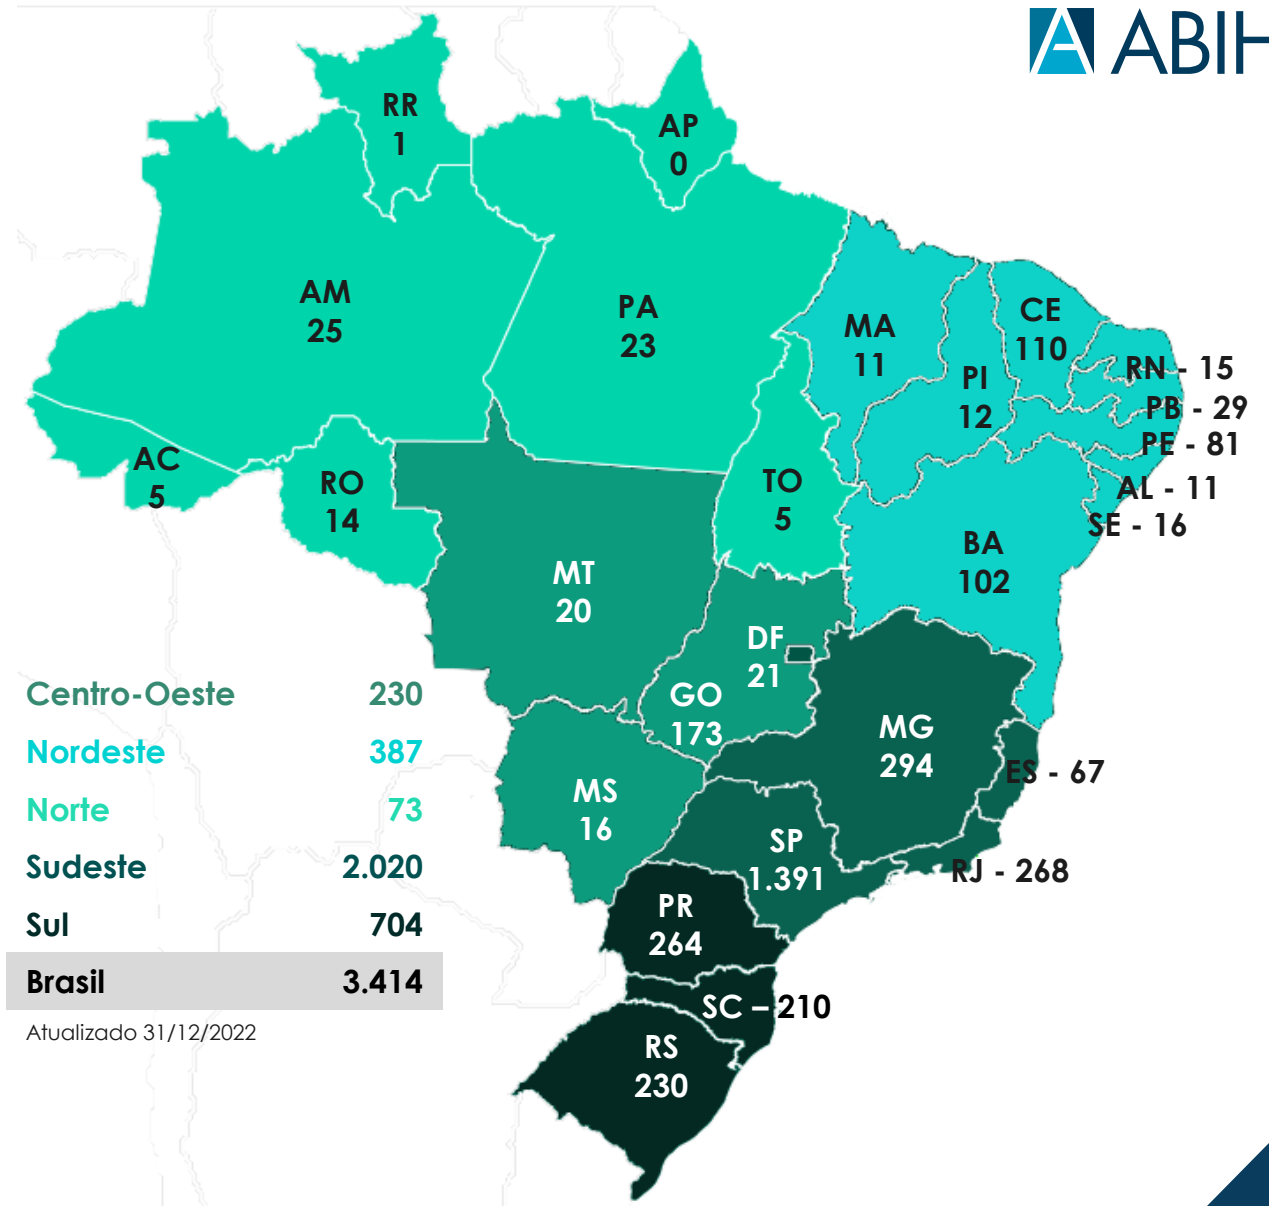 ABIH
RR
1
AP
0
AM
25
PA
23
MA
11
CE
110
PI
12
RN - 15
PB - 29
PE - 81
AL - 11
SE - 16
AC
5
RO
14
TO
5
BA
102
MT
20
DF
21
GO
173
MG
294
ES - 67
MS
16
SP
1.391
RJ - 268
PR
264
SC – 210
RS
230
Centro-Oeste 230
Nordeste 387
Norte 73
Sudeste 2.020
Sul 704
Brasil 3.414
Atualizado 31/12/2022